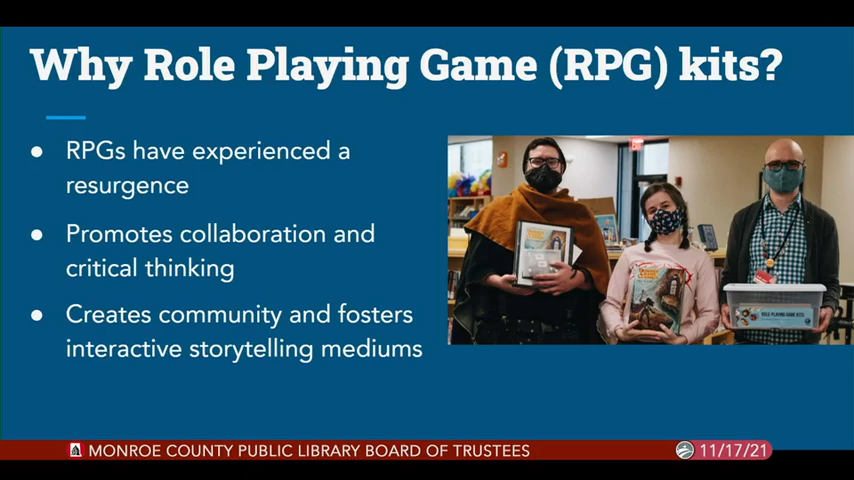 Why Role Playing Game (RPG) kits?
● RPGs have experienced a
resurgence
● Promotes collaboration and
critical thinking
● Creates community and fosters
interactive storytelling mediums
EXIT
ROLE PLAYING GAME KITS
MONROE COUNTY PUBLIC LIBRARY BOARD OF TRUSTEES
11/17/21